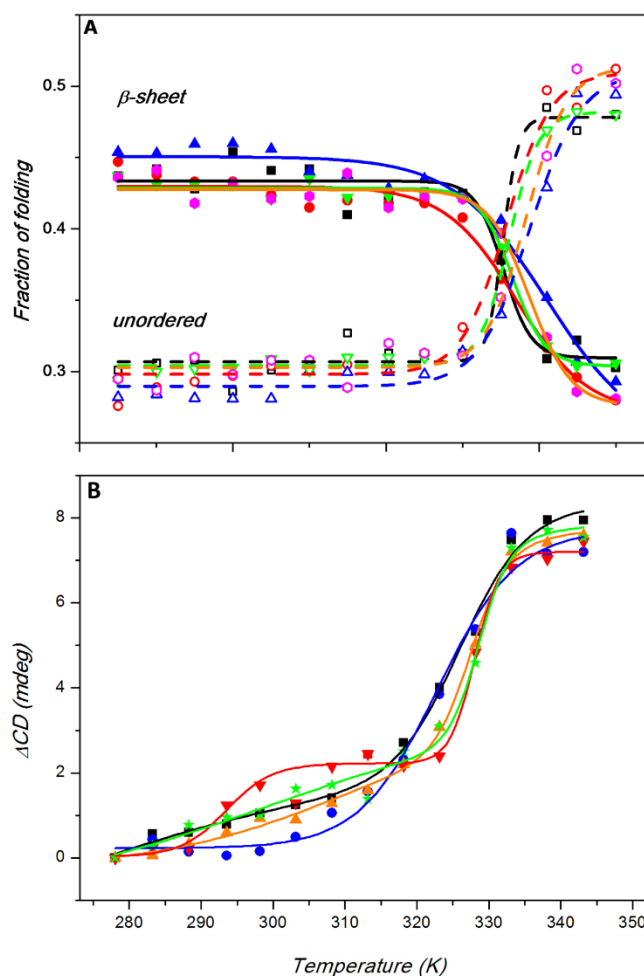 A
0.5
β-sheet
0.4
Fraction of folding
unordered
0.3
B
8
6
4
ΔCD (mdeg)
2
0
280 290 300 310 320 330 340 350
Temperature (K)